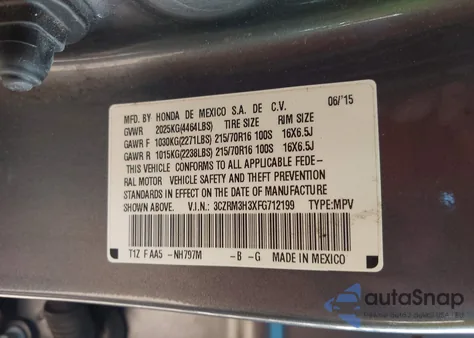 MFD. BY HONDA DE MEXICO S.A. DE C.V. 06/'15
GVWR 2025KG(4464LBS) TIRE SIZE RIM SIZE
GAWR F 1030KG(2271LBS) 215/70R16 100S 16X6.5J
GAWR R 1015KG(2238LBS) 215/70R16 100S 16X6.5J
THIS VEHICLE CONFORMS TO ALL APPLICABLE FEDE-
RAL MOTOR VEHICLE SAFETY AND THEFT PREVENTION
STANDARDS IN EFFECT ON THE DATE OF MANUFACTURE
SHOWN ABOVE. V.I.N.: 3CZRM3H3XFG712199 TYPE:MPV
T1Z F AA5 -NH797M -B -G MADE IN MEXICO
autoSnap